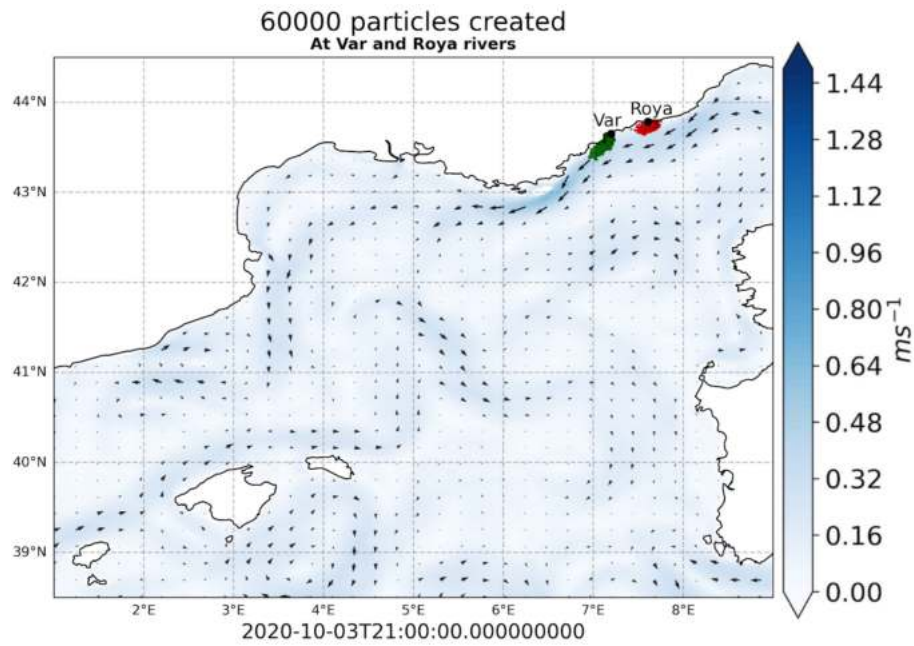 60000 particles created
At Var and Roya rivers
44°N
43°N
42°N
41°N
40°N
39°N
Var
Roya
2°E 3°E 4°E 5°E 6°E 7°E 8°E
2020-10-03T21:00:00.000000000
1.44
1.28
1.12
0.96
0.80
0.64
0.48
0.32
0.16
0.00
ms⁻¹